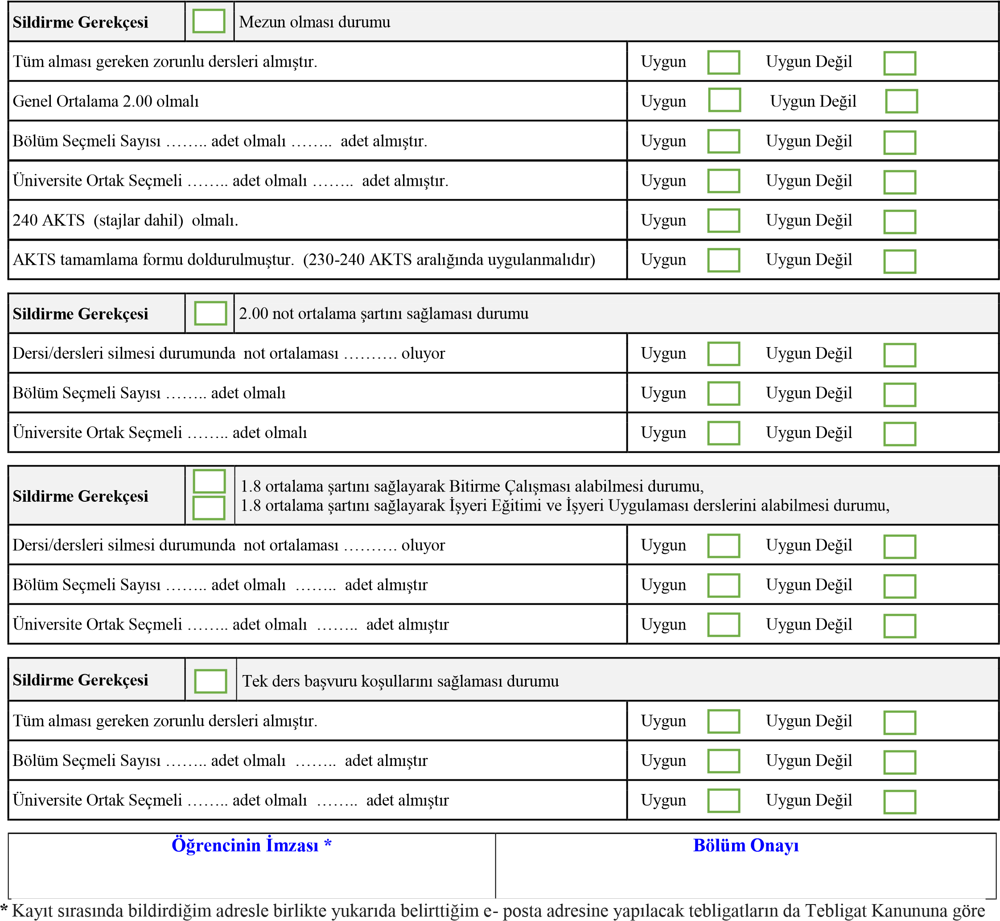 Sildirme Gerekçesi Mezun olması durumu
Tüm alması gereken zorunlu dersleri almıştır. Uygun Uygun Değil
Genel Ortalama 2.00 olmalı Uygun Uygun Değil
Bölüm Seçmeli Sayısı …….. adet olmalı …….. adet almıştır. Uygun Uygun Değil
Üniversite Ortak Seçmeli …….. adet olmalı …….. adet almıştır. Uygun Uygun Değil
240 AKTS (stajlar dahil) olmalı. Uygun Uygun Değil
AKTS tamamlama formu doldurulmuştur. (230-240 AKTS aralığında uygulanmalıdır) Uygun Uygun Değil
Sildirme Gerekçesi 2.00 not ortalama şartını sağlaması durumu
Dersi/dersleri silmesi durumunda not ortalaması ………. oluyor Uygun Uygun Değil
Bölüm Seçmeli Sayısı …….. adet olmalı Uygun Uygun Değil
Üniversite Ortak Seçmeli …….. adet olmalı Uygun Uygun Değil
Sildirme Gerekçesi 1.8 ortalama şartını sağlayarak Bitirme Çalışması alabilmesi durumu,
1.8 ortalama şartını sağlayarak İşyeri Eğitimi ve İşyeri Uygulaması derslerini alabilmesi durumu,
Dersi/dersleri silmesi durumunda not ortalaması ………. oluyor Uygun Uygun Değil
Bölüm Seçmeli Sayısı …….. adet olmalı …….. adet almıştır Uygun Uygun Değil
Üniversite Ortak Seçmeli …….. adet olmalı …….. adet almıştır Uygun Uygun Değil
Sildirme Gerekçesi Tek ders başvuru koşullarını sağlaması durumu
Tüm alması gereken zorunlu dersleri almıştır. Uygun Uygun Değil
Bölüm Seçmeli Sayısı …….. adet olmalı …….. adet almıştır Uygun Uygun Değil
Üniversite Ortak Seçmeli …….. adet olmalı …….. adet almıştır Uygun Uygun Değil
Öğrencinin İmzası * Bölüm Onayı
* Kayıt sırasında bildirdiğim adresle birlikte yukarıda belirttiğim e- posta adresine yapılacak tebligatların da Tebligat Kanununa göre